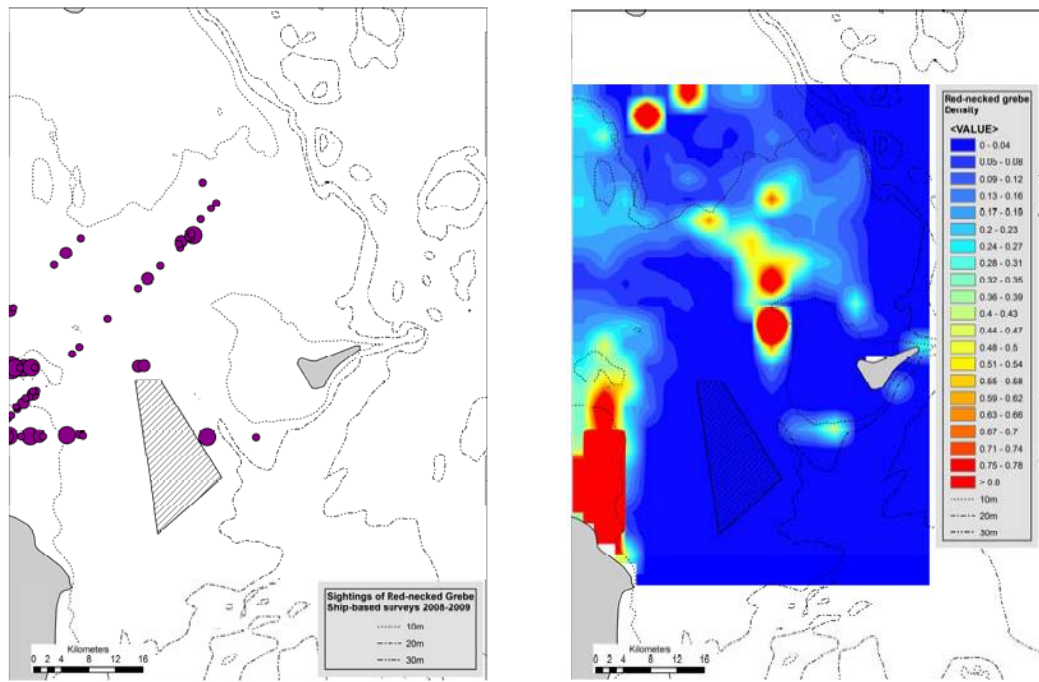 Sightings of Red-necked Grebe
Ship-based surveys 2008-2009
10m
20m
30m
Kilometes
0 2 4 8 12 16
Red-necked grebe
Density
<VALUE>
0 - 0.04
0.05 - 0.08
0.09 - 0.12
0.13 - 0.16
0.17 - 0.19
0.2 - 0.23
0.24 - 0.27
0.28 - 0.31
0.32 - 0.35
0.36 - 0.39
0.4 - 0.43
0.44 - 0.47
0.48 - 0.5
0.51 - 0.54
0.55 - 0.58
0.59 - 0.62
0.63 - 0.66
0.67 - 0.7
0.71 - 0.74
0.75 - 0.78
> 0.8
10m
20m
30m
Kilometes
0 2 4 8 12 16